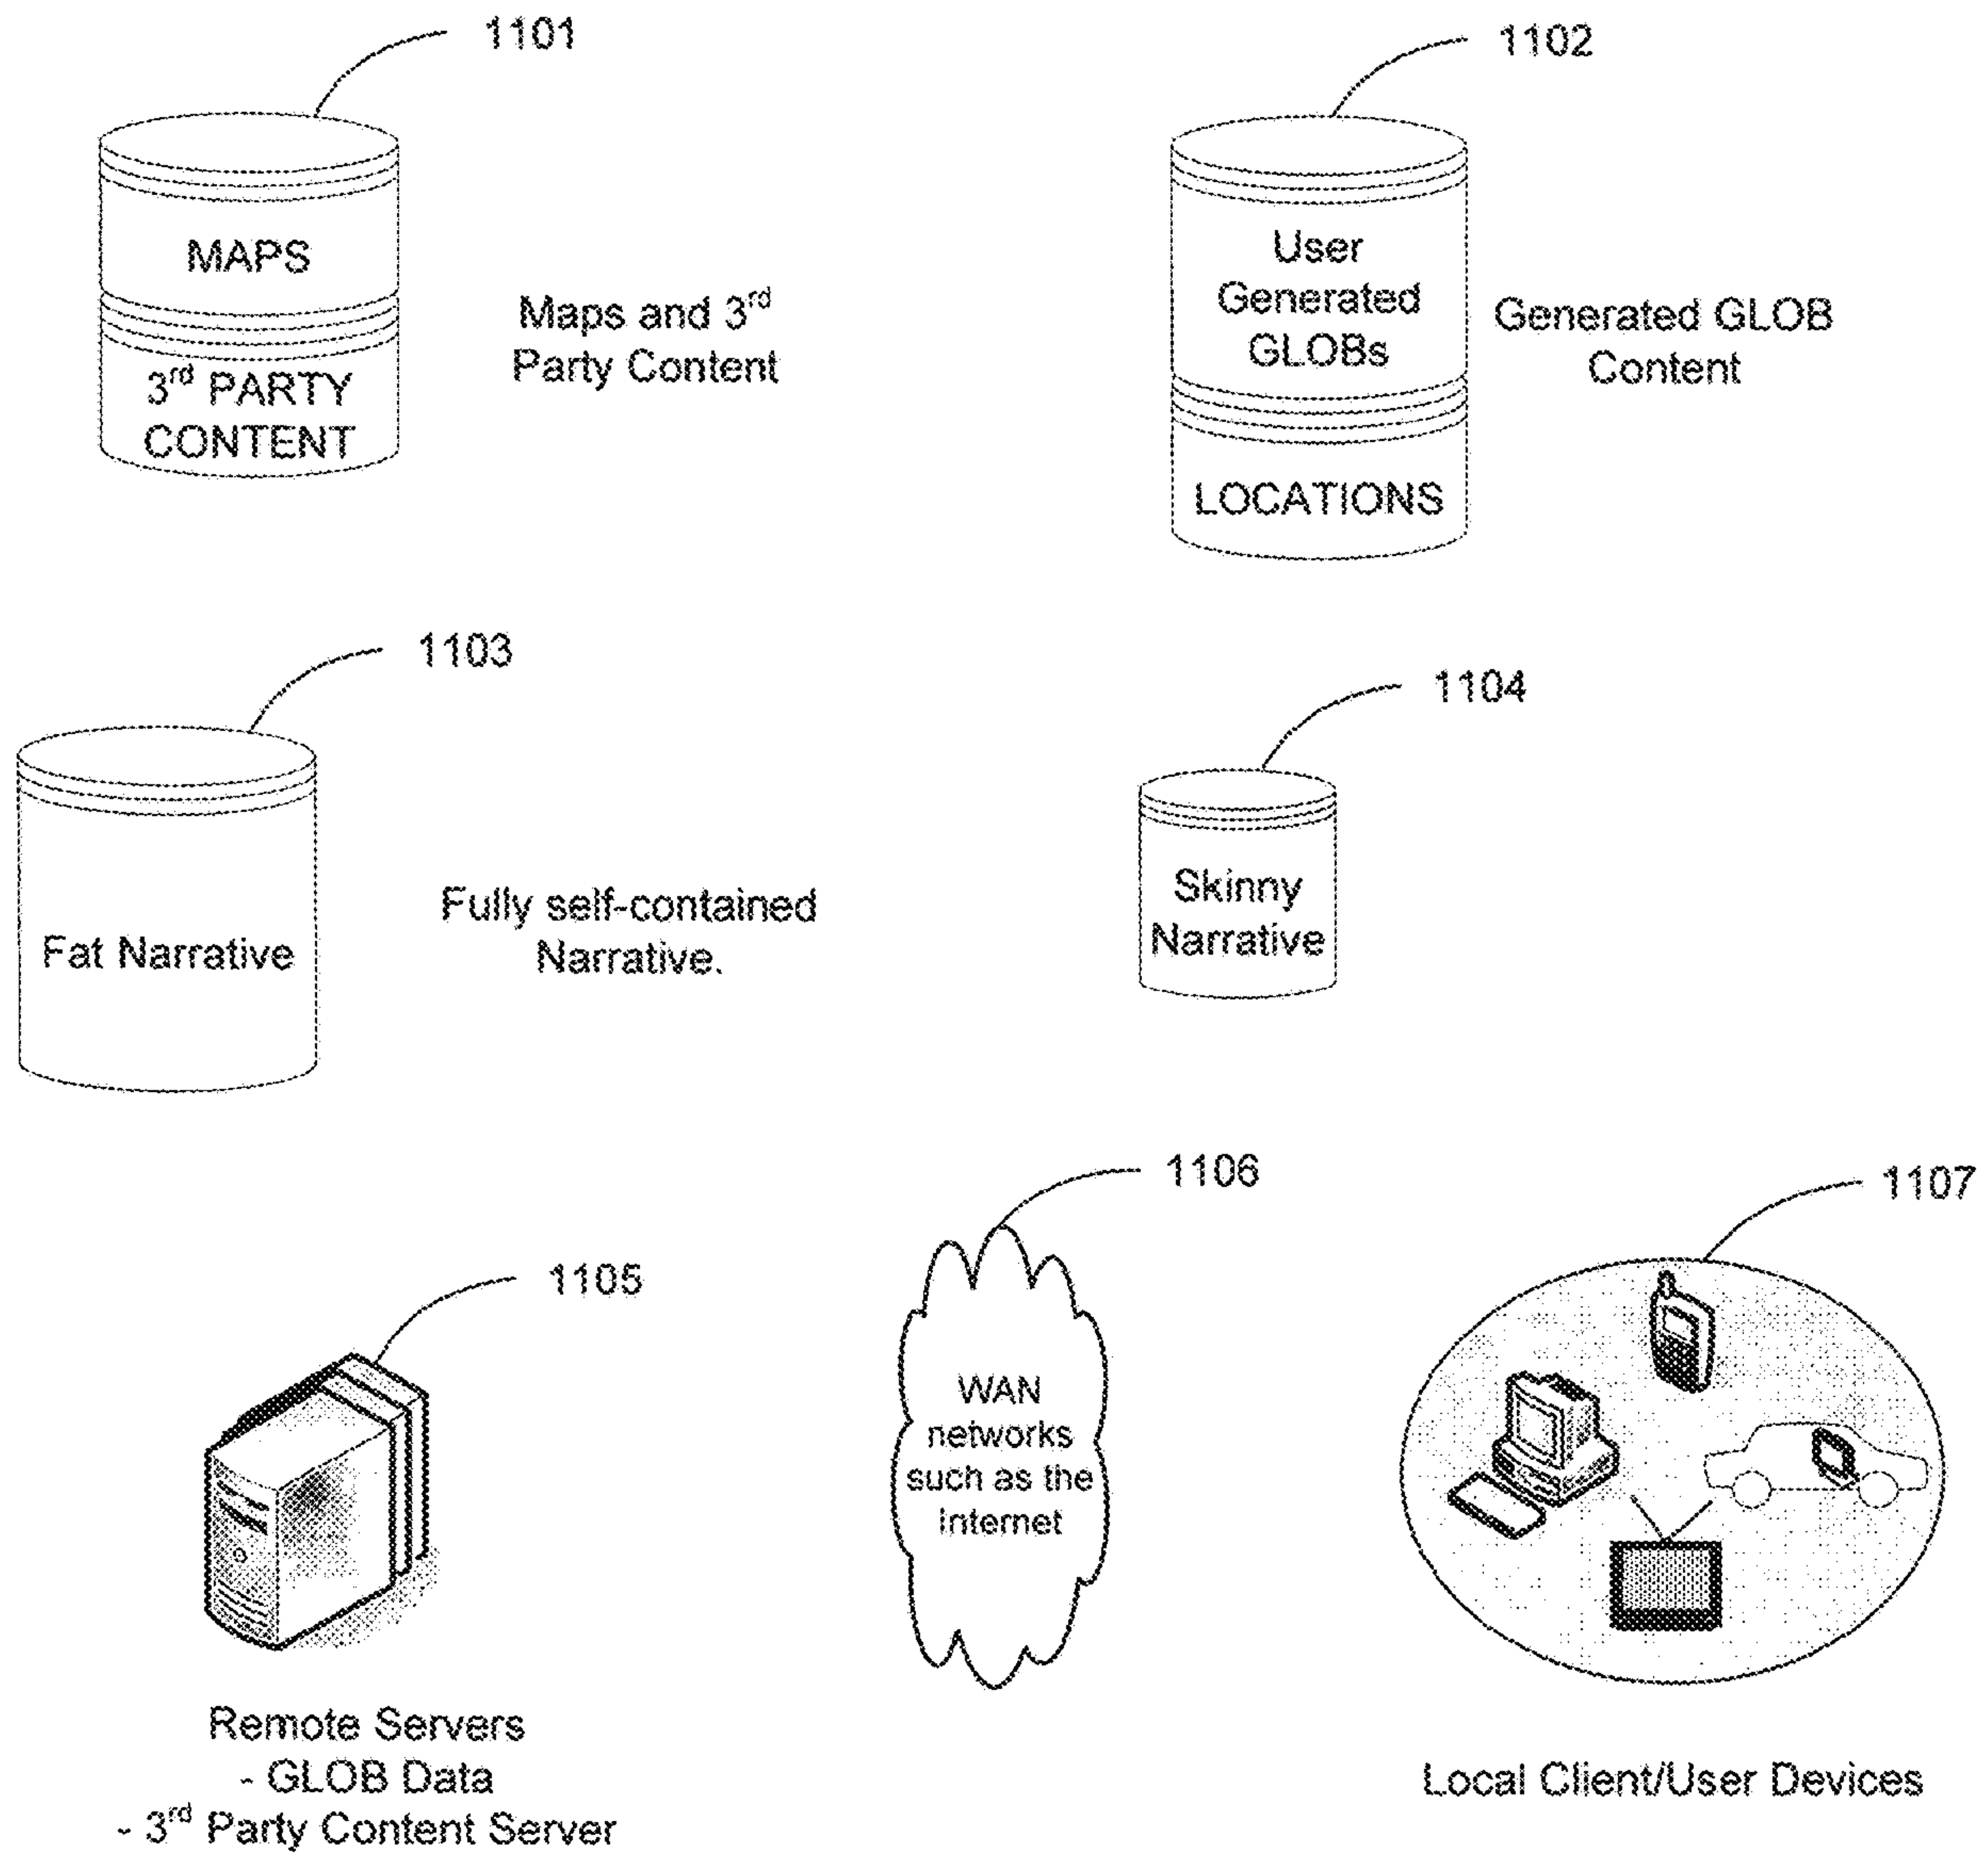 1101
1102
MAPS
3rd PARTY
CONTENT
Maps and 3rd
Party Content
User
Generated
GLOBs
LOCATIONS
Generated GLOB
Content
1103
1104
Fat Narrative
Fully self-contained
Narrative.
Skinny
Narrative
1105
1106
1107
WAN
networks
such as the
Internet
Remote Servers
- GLOB Data
- 3rd Party Content Server
Local Client/User Devices